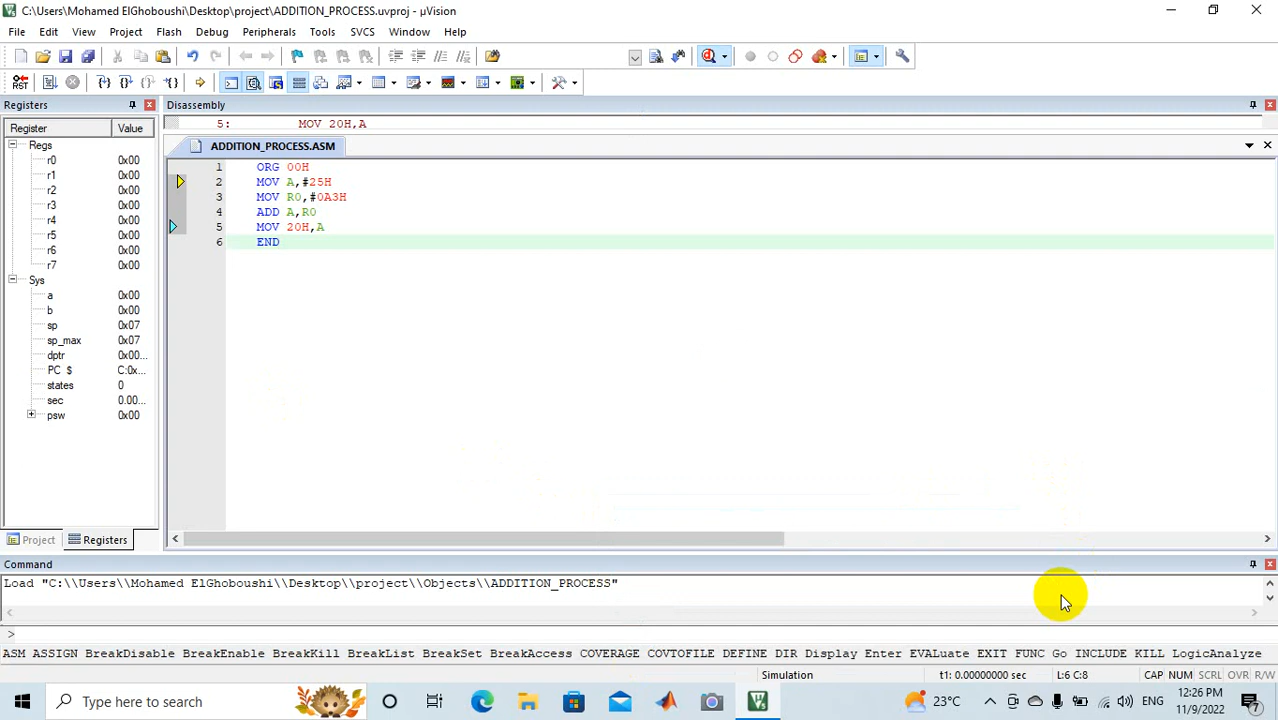 C:\Users\Mohamed ElGhoboushi\Desktop\project\ADDITION_PROCESS.uvproj - µVision
File Edit View Project Flash Debug Peripherals Tools SVCS Window Help
RST
Registers
Register Value
Regs
r0 0x00
r1 0x00
r2 0x00
r3 0x00
r4 0x00
r5 0x00
r6 0x00
r7 0x00
Sys
a 0x00
b 0x00
sp 0x07
sp_max 0x07
dptr 0x00...
PC $ C:0x...
states 0
sec 0.00...
psw 0x00
Project Registers
Disassembly
5: MOV 20H,A
ADDITION_PROCESS.ASM
1 ORG 00H
2 MOV A,#25H
3 MOV R0,#0A3H
4 ADD A,R0
5 MOV 20H,A
6 END
Command
Load "C:\\Users\\Mohamed ElGhoboushi\\Desktop\\project\\Objects\\ADDITION_PROCESS"
>
ASM ASSIGN BreakDisable BreakEnable BreakKill BreakList BreakSet BreakAccess COVERAGE COVTOFILE DEFINE DIR Display Enter EVALuate EXIT FUNC Go INCLUDE KILL LogicAnalyze
Simulation t1: 0.00000000 sec L:6 C:8 CAP NUM SCRL OVR R/W
Type here to search
23°C ENG 12:26 PM 11/9/2022 7